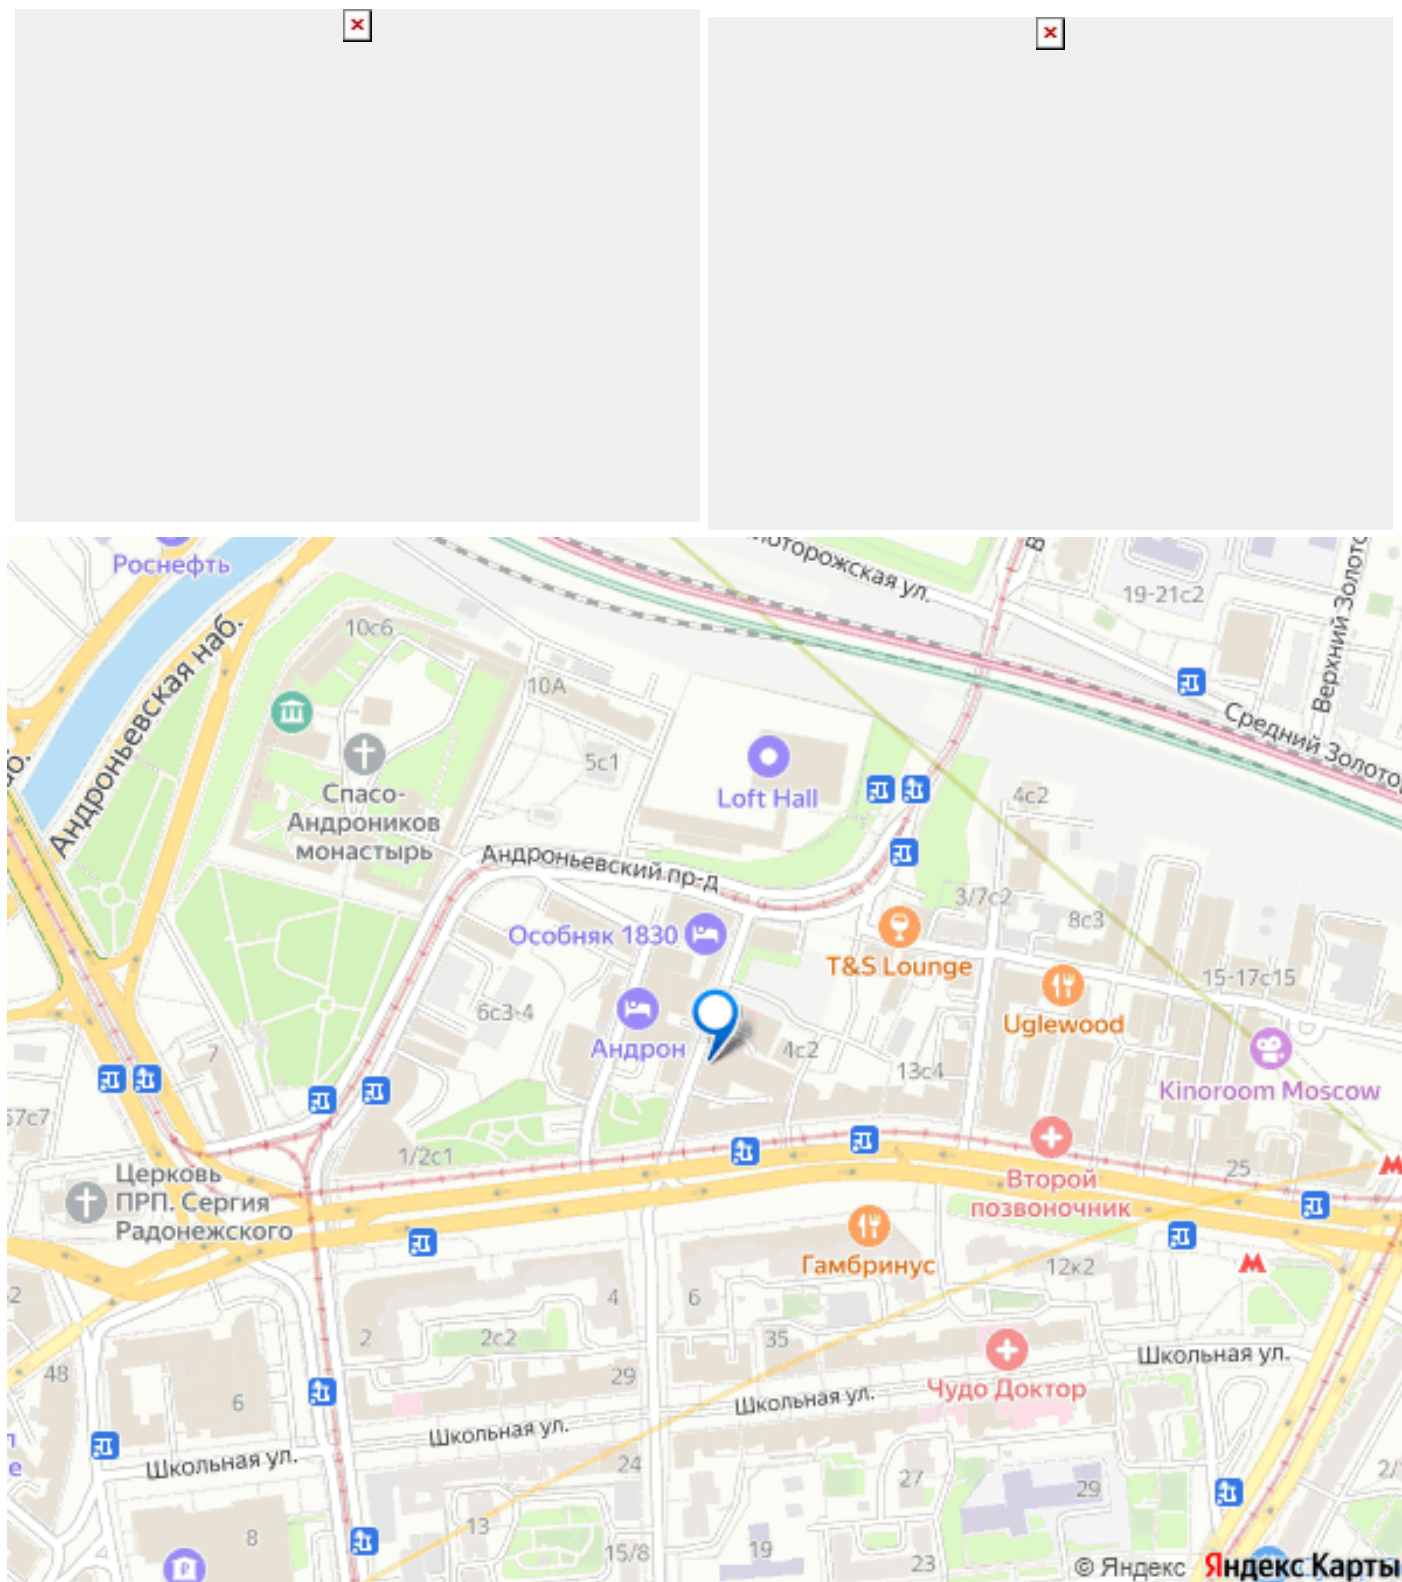 Роснефть
Андроньевская наб.
10с6
10А
5с1
Спасо-
Андроников
монастырь
Loft Hall
19-21с2
Средний
4с2
Андроньевский пр-д
3/7с2
8с3
Особняк 1830
T&S Lounge
15-17с15
6с3-4
Uglewood
Андрон
4с2
13с4
Kinoroom Moscow
7
57с7
1/2с1
Второй
позвоночник
25
Церковь
ПРП. Сергия
Радонежского
Гамбринус
12к2
4
6
2
2с2
35
Школьная ул.
29
Чудо Доктор
48
6
Школьная ул.
Школьная ул.
Школьная ул.
24
27
29
8
13
15/8
19
23
© Яндекс Яндекс Карты